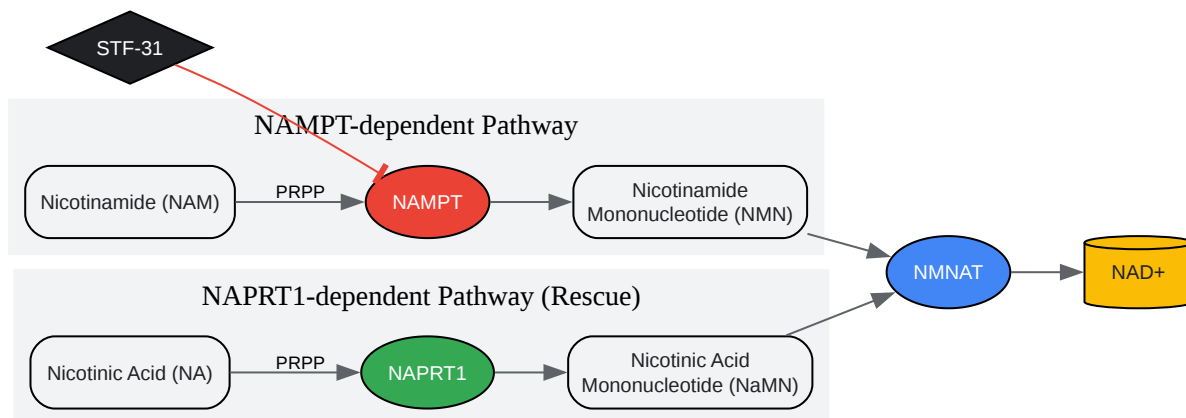 STF-31
NAMPT-dependent Pathway
Nicotinamide (NAM)
PRPP
NAMPT
Nicotinamide
Mononucleotide (NMN)
NMNAT
NAD+
NAPRT1-dependent Pathway (Rescue)
Nicotinic Acid (NA)
PRPP
NAPRT1
Nicotinic Acid
Mononucleotide (NaMN)